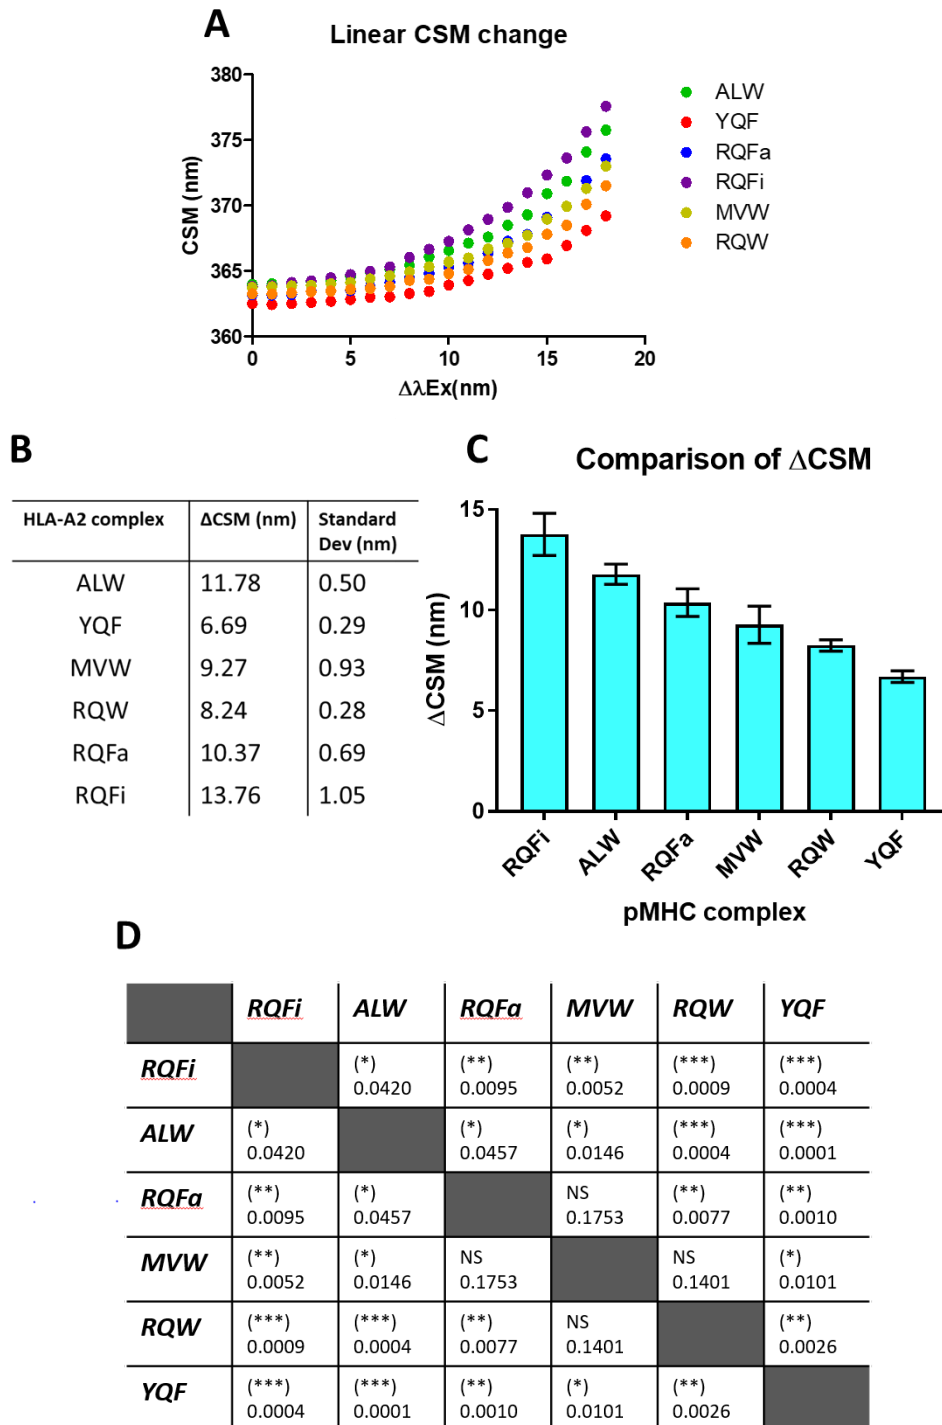 A
Linear CSM change
CSM (nm)
380
375
370
365
360
0 5 10 15 20
ΔλEx(nm)
ALW
YQF
RQFa
RQFi
MVW
RQW
B
HLA-A2 complex ΔCSM (nm) Standard
Dev (nm)
ALW 11.78 0.50
YQF 6.69 0.29
MVW 9.27 0.93
RQW 8.24 0.28
RQFa 10.37 0.69
RQFi 13.76 1.05
C
Comparison of ΔCSM
ΔCSM (nm)
15
10
5
0
RQFi ALW RQFa MVW RQW YQF
pMHC complex
D
RQFi ALW RQFa MVW RQW YQF
RQFi (*) (**) (**) (***) (***)
0.0420 0.0095 0.0052 0.0009 0.0004
ALW (*) (*) (*) (***) (***)
0.0420 0.0457 0.0146 0.0004 0.0001
RQFa (**) (*) NS (**) (**)
0.0095 0.0457 0.1753 0.0077 0.0010
MVW (**) (*) NS NS (*)
0.0052 0.0146 0.1753 0.1401 0.0101
RQW (***) (***) (**) NS (**)
0.0009 0.0004 0.0077 0.1401 0.0026
YQF (***) (***) (**) (*) (**)
0.0004 0.0001 0.0010 0.0101 0.0026